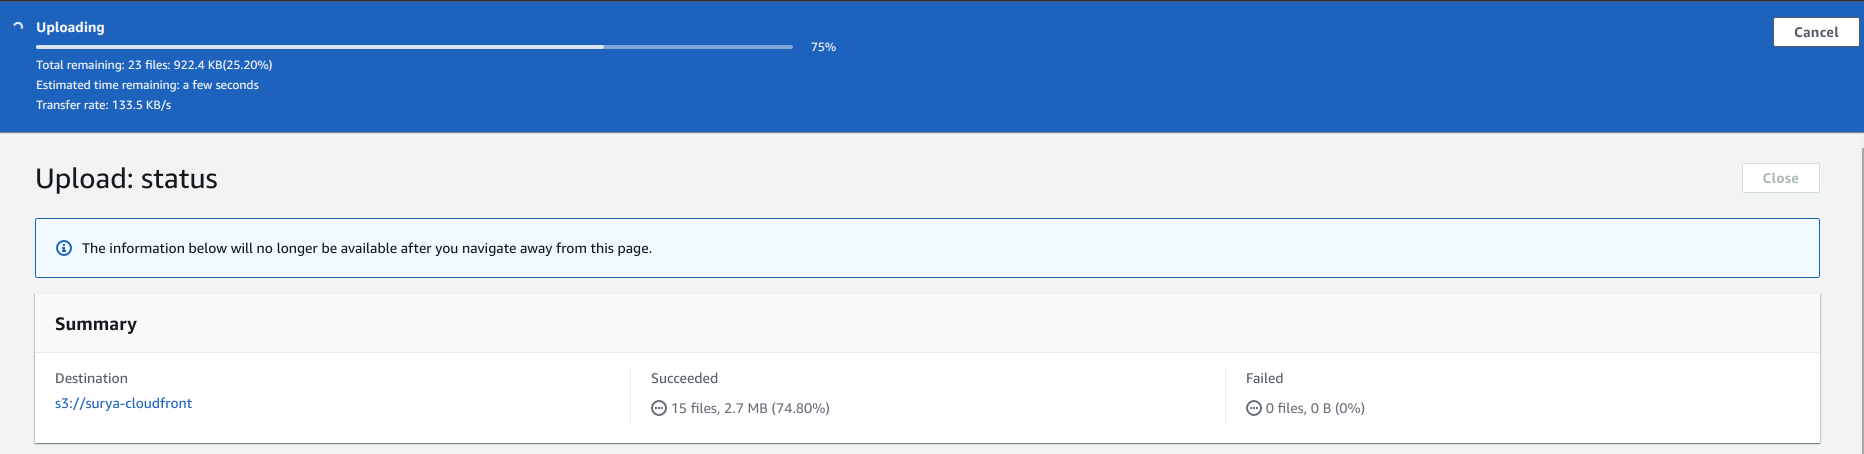 Uploading
75%
Cancel
Total remaining: 23 files: 922.4 KB(25.20%)
Estimated time remaining: a few seconds
Transfer rate: 133.5 KB/s
Upload: status
Close
The information below will no longer be available after you navigate away from this page.
Summary
Destination
s3://surya-cloudfront
Succeeded
15 files, 2.7 MB (74.80%)
Failed
0 files, 0 B (0%)